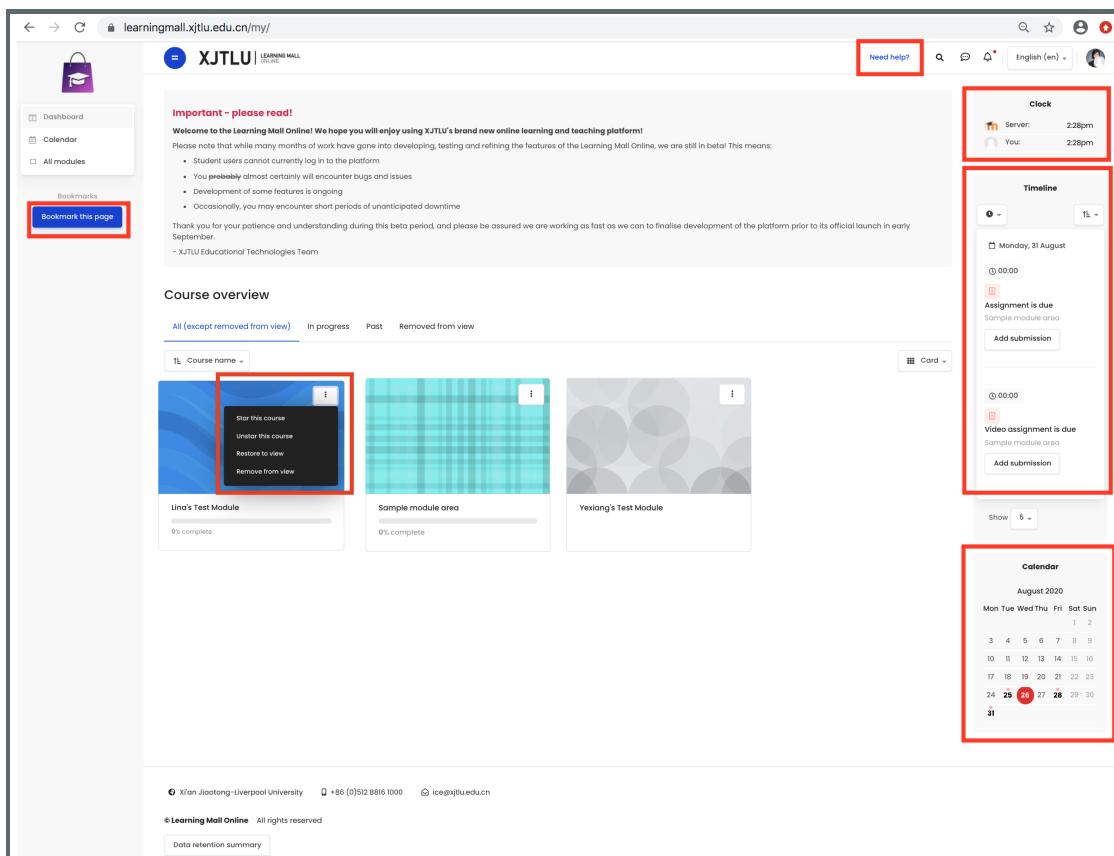 learningmall.xjtlu.edu.cn/my/
XJTLU LEARNING MALL ONLINE
Need help?
English (en)
Dashboard
Calendar
All modules
Bookmarks
Bookmark this page
Important - please read!
Welcome to the Learning Mall Online! We hope you will enjoy using XJTLU's brand new online learning and teaching platform!
Please note that while many months of work have gone into developing, testing and refining the features of the Learning Mall Online, we are still in beta! This means:
• Student users cannot currently log in to the platform
• You probably almost certainly will encounter bugs and issues
• Development of some features is ongoing
• Occasionally, you may encounter short periods of unanticipated downtime
Thank you for your patience and understanding during this beta period, and please be assured we are working as fast as we can to finalise development of the platform prior to its official launch in early
September.
- XJTLU Educational Technologies Team
Course overview
All (except removed from view) In progress Past Removed from view
Course name
Card
Star this course
Unstar this course
Restore to view
Remove from view
Lina's Test Module
0% complete
Sample module area
0% complete
Yexiang's Test Module
Clock
Server: 2:28pm
You: 2:28pm
Timeline
Monday, 31 August
00:00
Assignment is due
Sample module area
Add submission
00:00
Video assignment is due
Sample module area
Add submission
Show 5
Calendar
August 2020
Mon Tue Wed Thu Fri Sat Sun
1 2
3 4 5 6 7 8 9
10 11 12 13 14 15 16
17 18 19 20 21 22 23
24 25 26 27 28 29 30
31
Xi'an Jiaotong-Liverpool University +86 (0)512 8816 1000 ice@xjtlu.edu.cn
© Learning Mall Online All rights reserved
Data retention summary